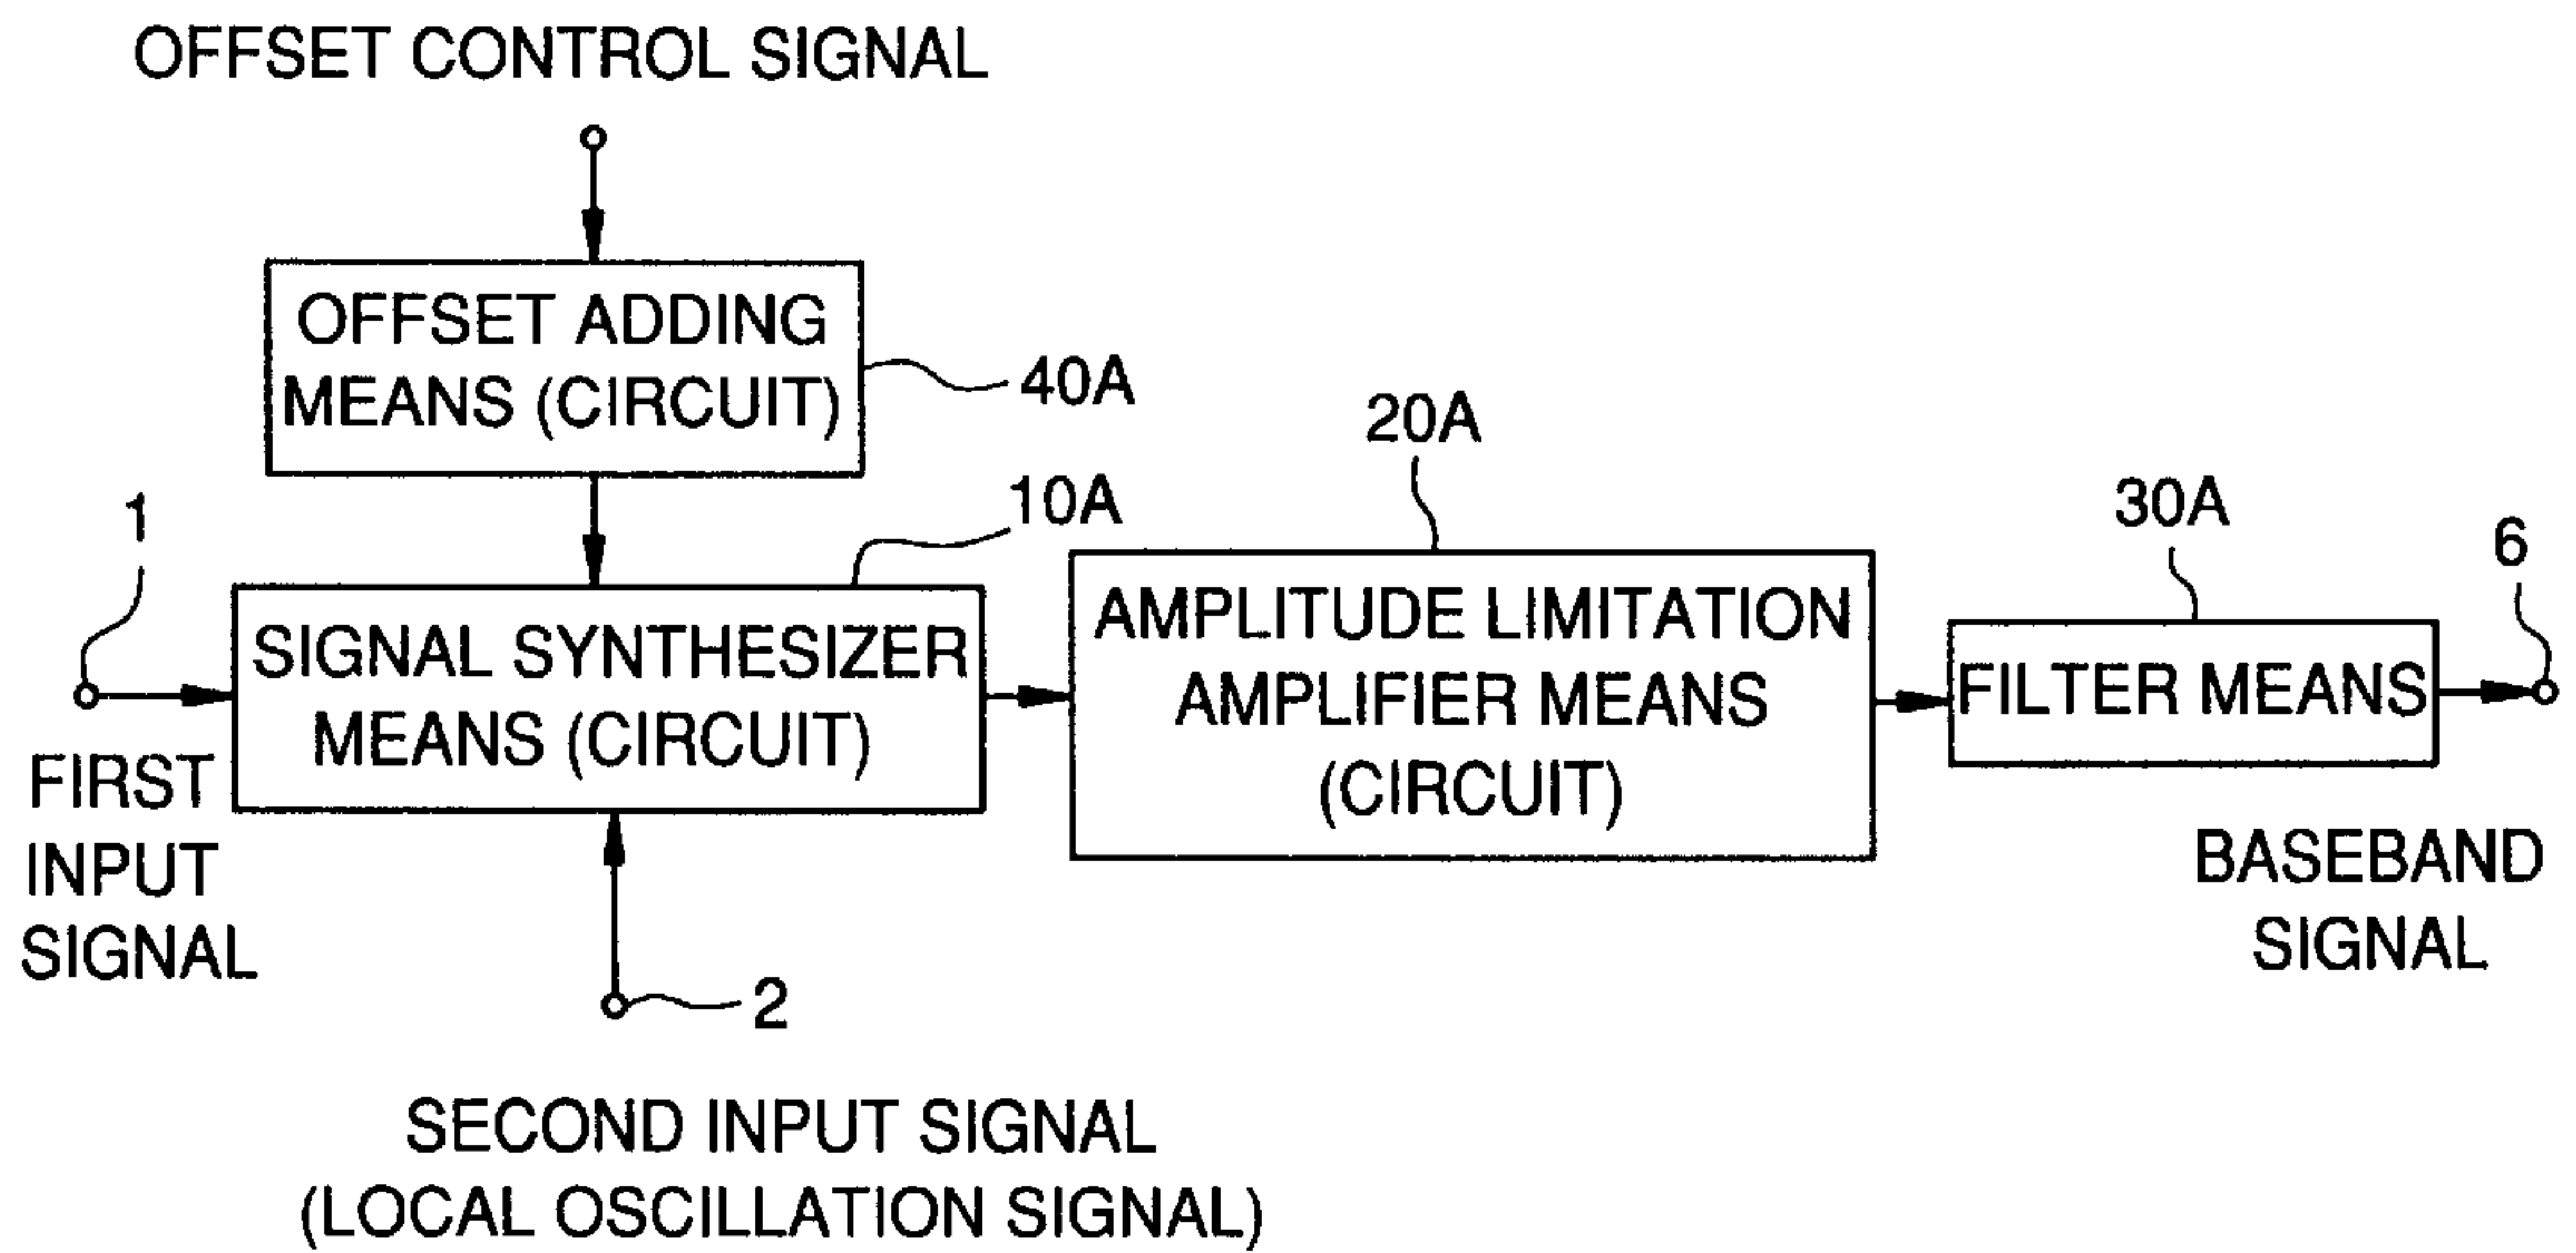 OFFSET CONTROL SIGNAL
OFFSET ADDING
MEANS (CIRCUIT)
40A
20A
10A
30A
1
6
SIGNAL SYNTHESIZER
MEANS (CIRCUIT)
AMPLITUDE LIMITATION
AMPLIFIER MEANS
(CIRCUIT)
FILTER MEANS
FIRST
INPUT
SIGNAL
BASEBAND
SIGNAL
2
SECOND INPUT SIGNAL
(LOCAL OSCILLATION SIGNAL)